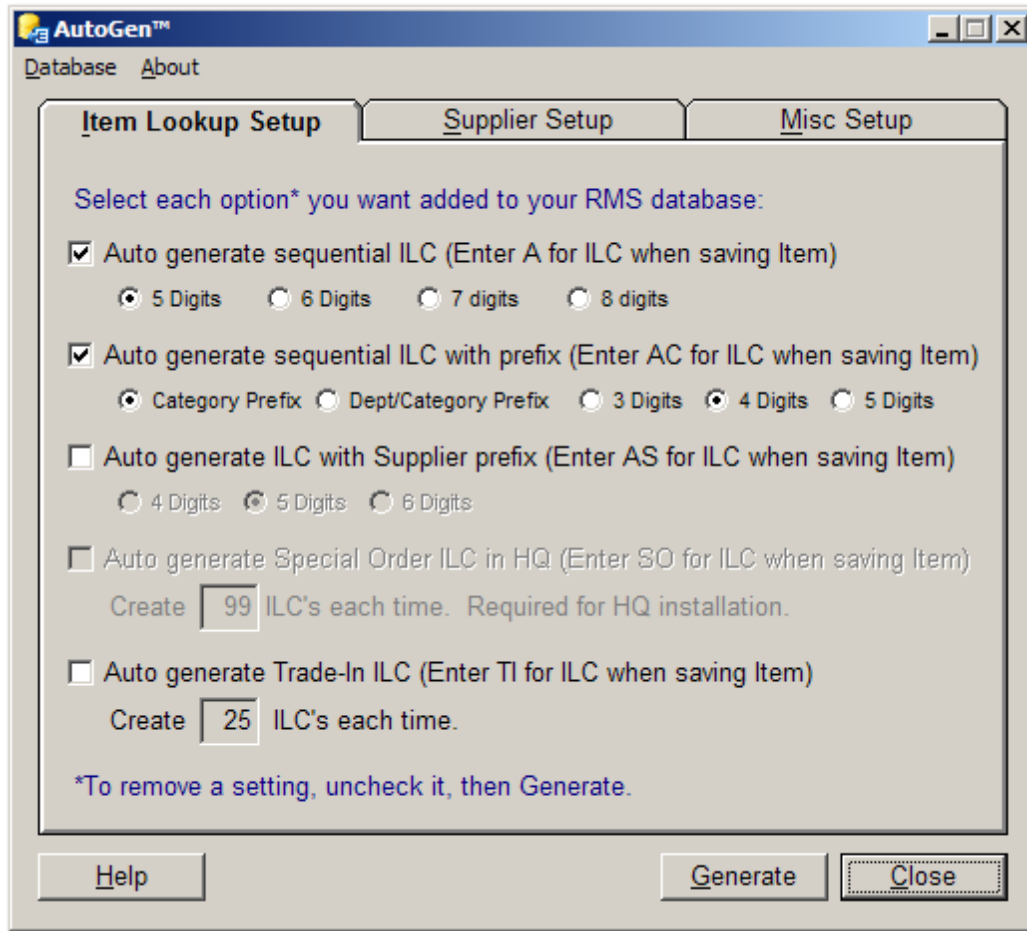 AutoGen™
Database About
Item Lookup Setup Supplier Setup Misc Setup
Select each option* you want added to your RMS database:
Auto generate sequential ILC (Enter A for ILC when saving Item)
5 Digits 6 Digits 7 digits 8 digits
Auto generate sequential ILC with prefix (Enter AC for ILC when saving Item)
Category Prefix Dept/Category Prefix 3 Digits 4 Digits 5 Digits
Auto generate ILC with Supplier prefix (Enter AS for ILC when saving Item)
4 Digits 5 Digits 6 Digits
Auto generate Special Order ILC in HQ (Enter SO for ILC when saving Item)
Create 99 ILC's each time. Required for HQ installation.
Auto generate Trade-In ILC (Enter TI for ILC when saving Item)
Create 25 ILC's each time.
*To remove a setting, uncheck it, then Generate.
Help Generate Close